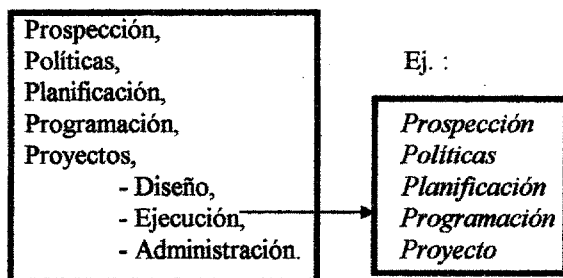 Prospección,
Políticas,
Planificación,
Programación,
Proyectos,
- Diseño,
- Ejecución,
- Administración.
Ej. :
Prospección
Políticas
Planificación
Programación
Proyecto